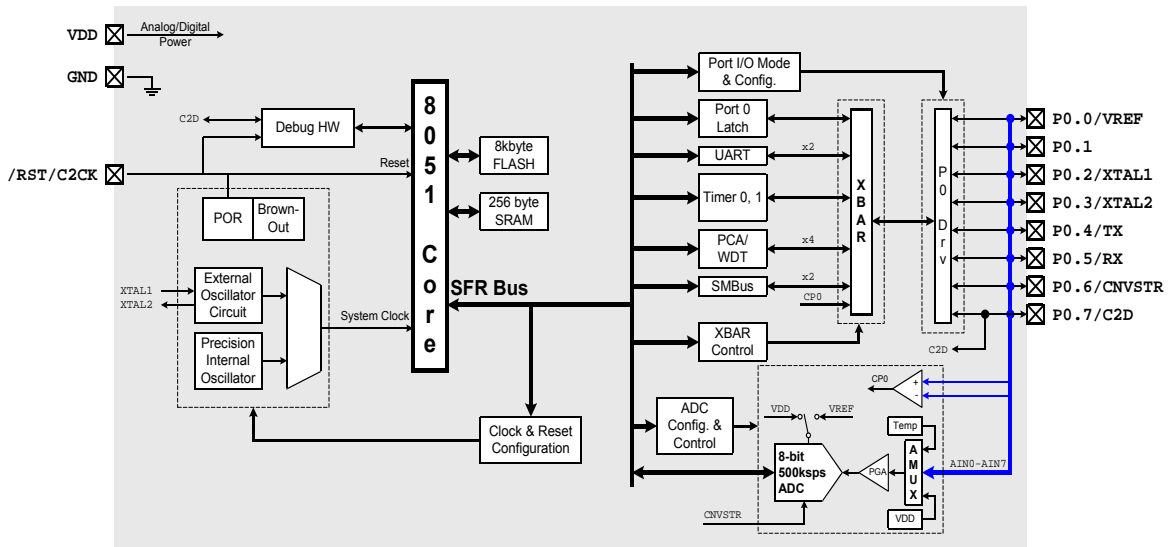 VDD
Analog/Digital
Power
GND
C2D
Debug HW
/RST/C2CK
Reset
POR
Brown-
Out
XTAL1
XTAL2
External
Oscillator
Circuit
Precision
Internal
Oscillator
System Clock
8
0
5
1
C
o
r
e
8kbyte
FLASH
256 byte
SRAM
SFR Bus
Clock & Reset
Configuration
Port I/O Mode
& Config.
Port 0
Latch
UART
x2
Timer 0, 1
PCA/
WDT
x4
SMBus
x2
CP0
XBAR
Control
X
B
A
R
P
0
D
r
v
P0.0/VREF
P0.1
P0.2/XTAL1
P0.3/XTAL2
P0.4/TX
P0.5/RX
P0.6/CNVSTR
P0.7/C2D
C2D
CP0
+
-
ADC
Config. &
Control
VDD
VREF
Temp
8-bit
500ksps
ADC
PGA
A
M
U
X
AIN0-AIN7
VDD
CNVSTR